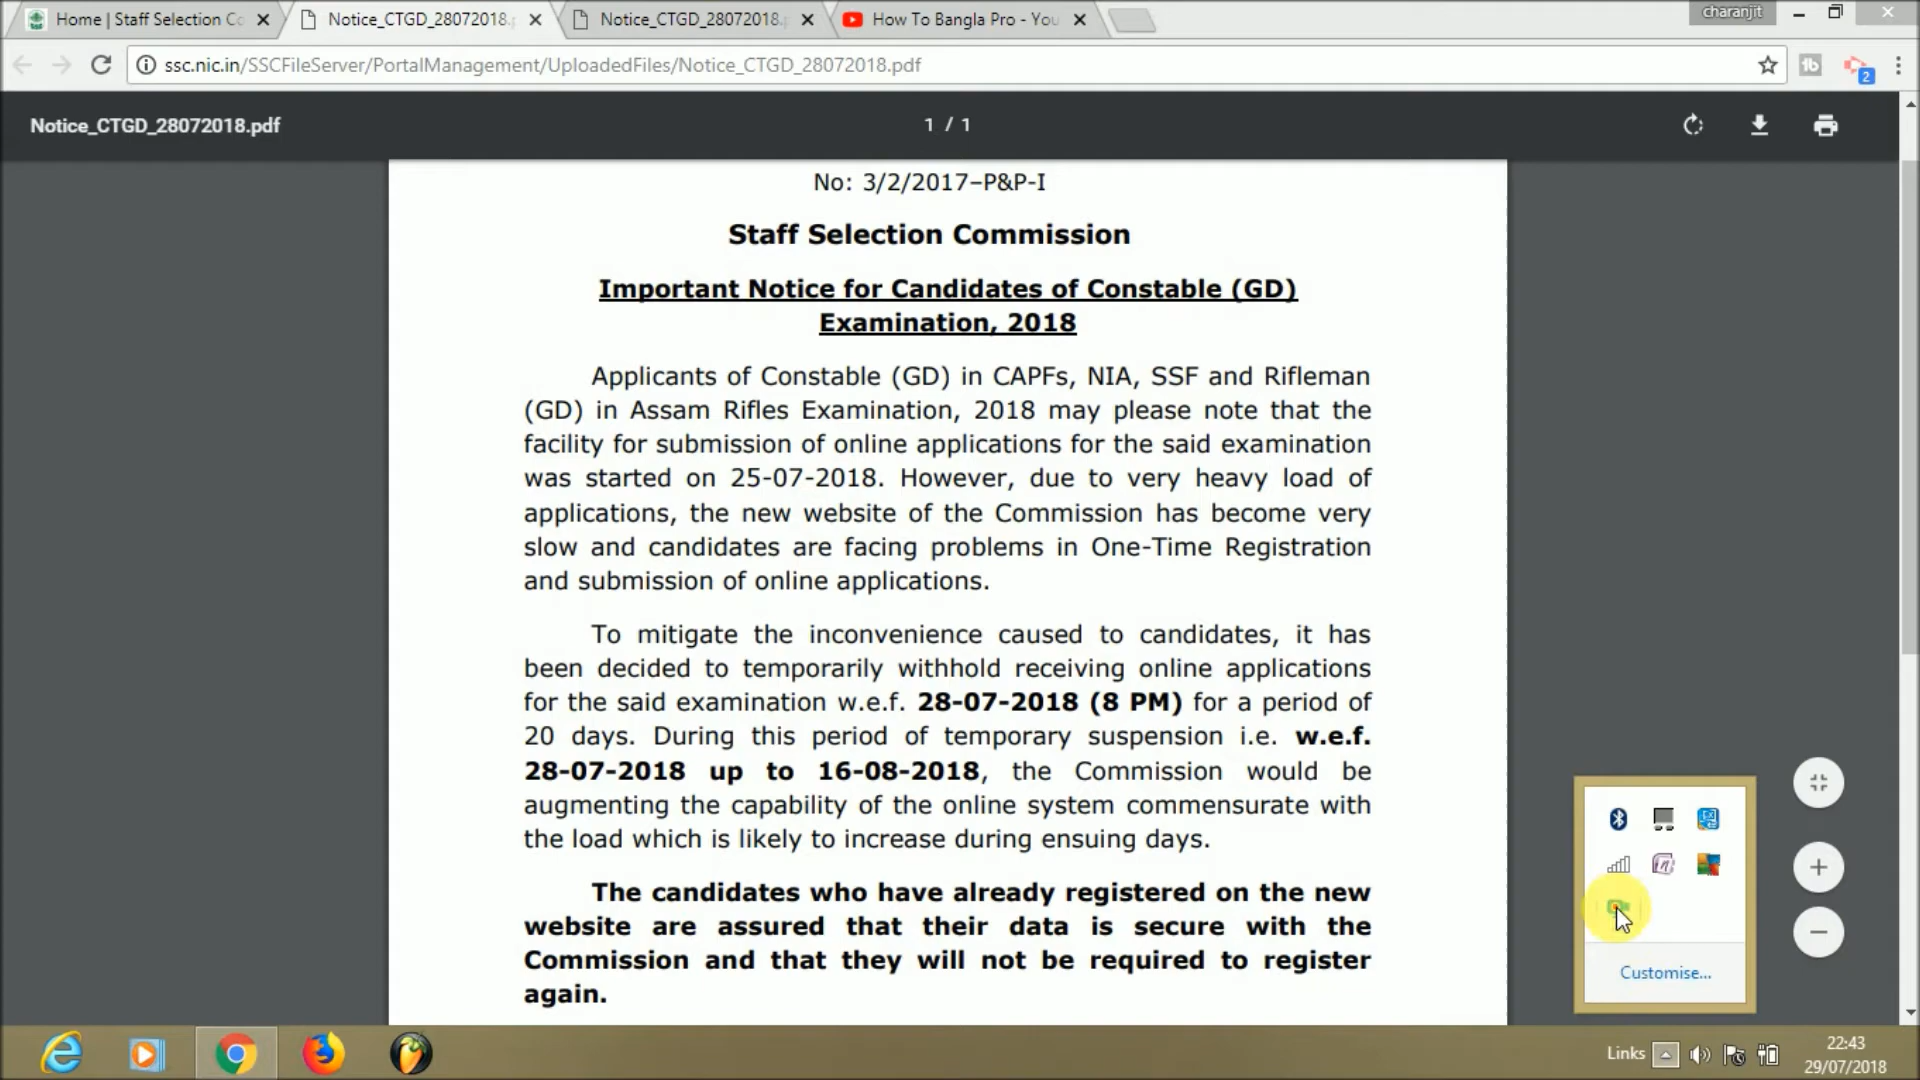 Home | Staff Selection Co
Notice_CTGD_28072018.p
Notice_CTGD_28072018.p
How To Bangla Pro - You
charanjit
ssc.nic.in/SSCFileServer/PortalManagement/UploadedFiles/Notice_CTGD_28072018.pdf
2
Notice_CTGD_28072018.pdf
1 / 1
No: 3/2/2017–P&P-I
Staff Selection Commission
Important Notice for Candidates of Constable (GD)
Examination, 2018
Applicants of Constable (GD) in CAPFs, NIA, SSF and Rifleman
(GD) in Assam Rifles Examination, 2018 may please note that the
facility for submission of online applications for the said examination
was started on 25-07-2018. However, due to very heavy load of
applications, the new website of the Commission has become very
slow and candidates are facing problems in One-Time Registration
and submission of online applications.
To mitigate the inconvenience caused to candidates, it has
been decided to temporarily withhold receiving online applications
for the said examination w.e.f. 28-07-2018 (8 PM) for a period of
20 days. During this period of temporary suspension i.e. w.e.f.
28-07-2018 up to 16-08-2018, the Commission would be
augmenting the capability of the online system commensurate with
the load which is likely to increase during ensuing days.
The candidates who have already registered on the new
website are assured that their data is secure with the
Commission and that they will not be required to register
again.
Customise...
Links
22:43
29/07/2018